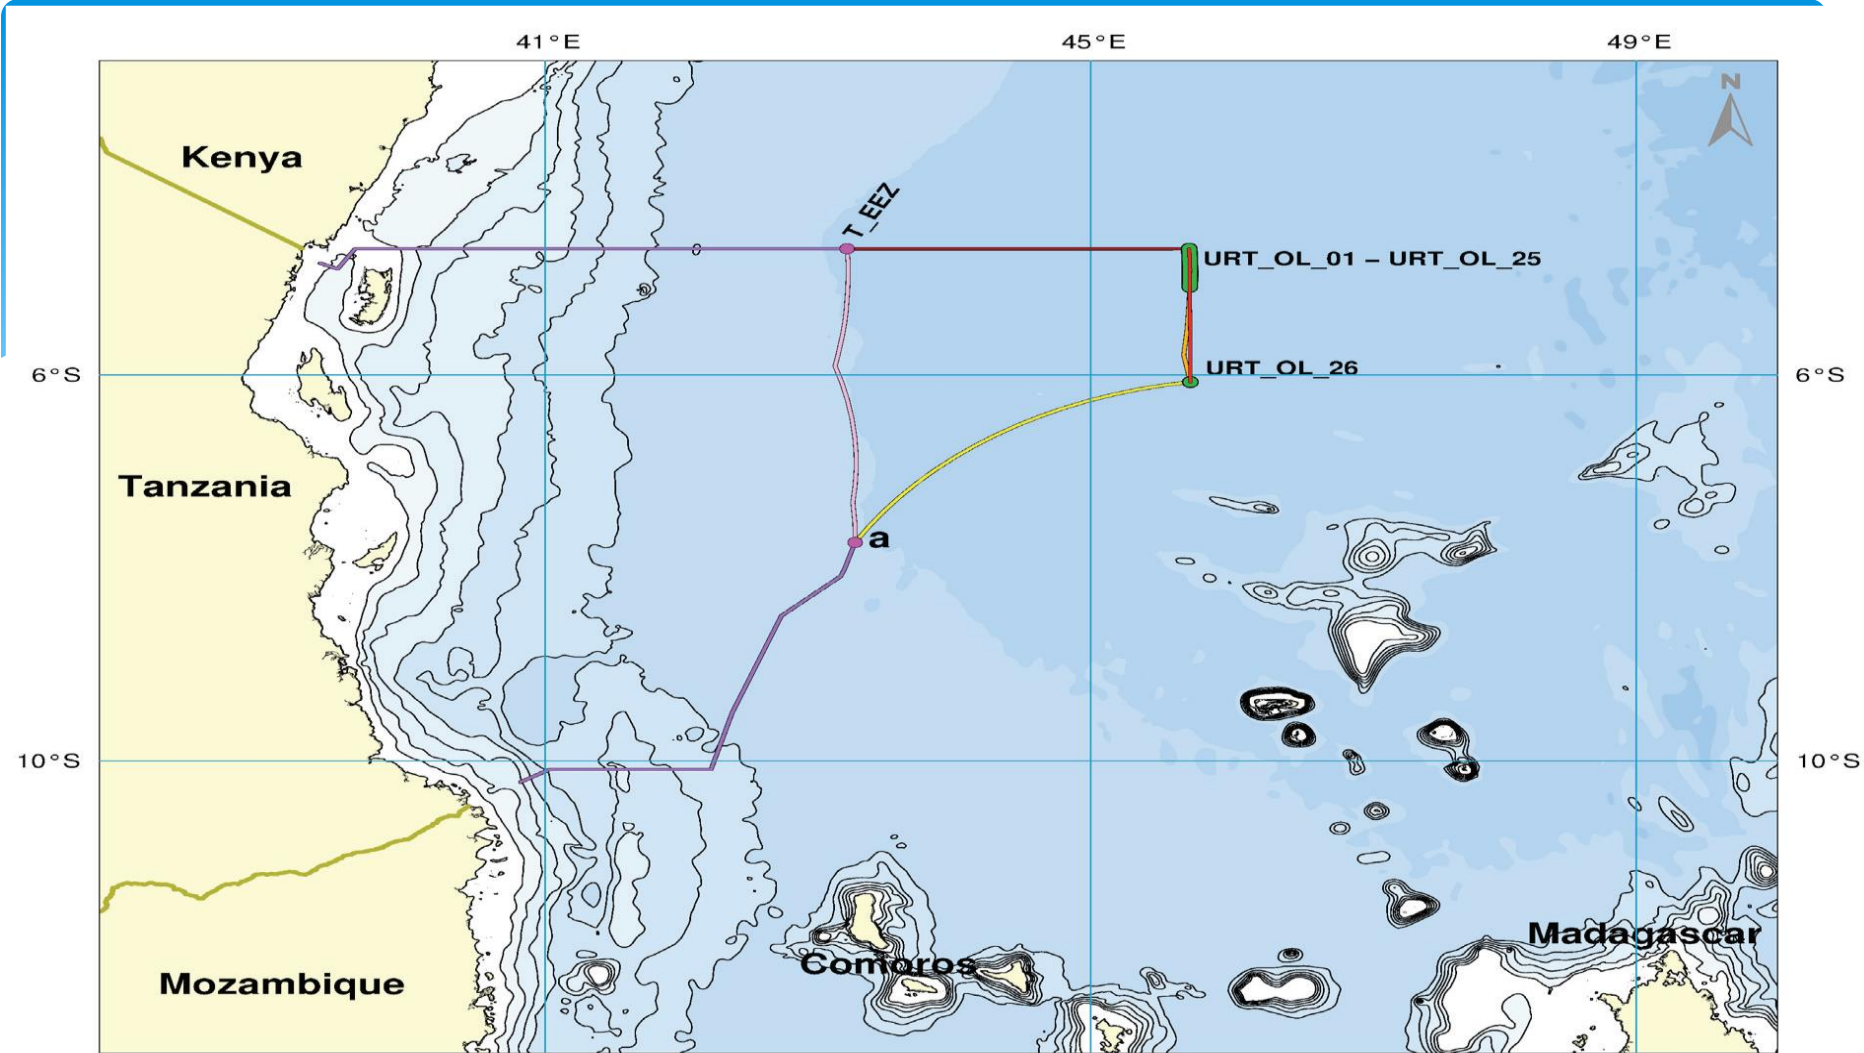 41°E 45°E 49°E
N
Kenya
T_EEZ
URT_OL_01 – URT_OL_25
URT_OL_26
6°S 6°S
Tanzania
a
10°S 10°S
Madagascar
Comoros
Mozambique